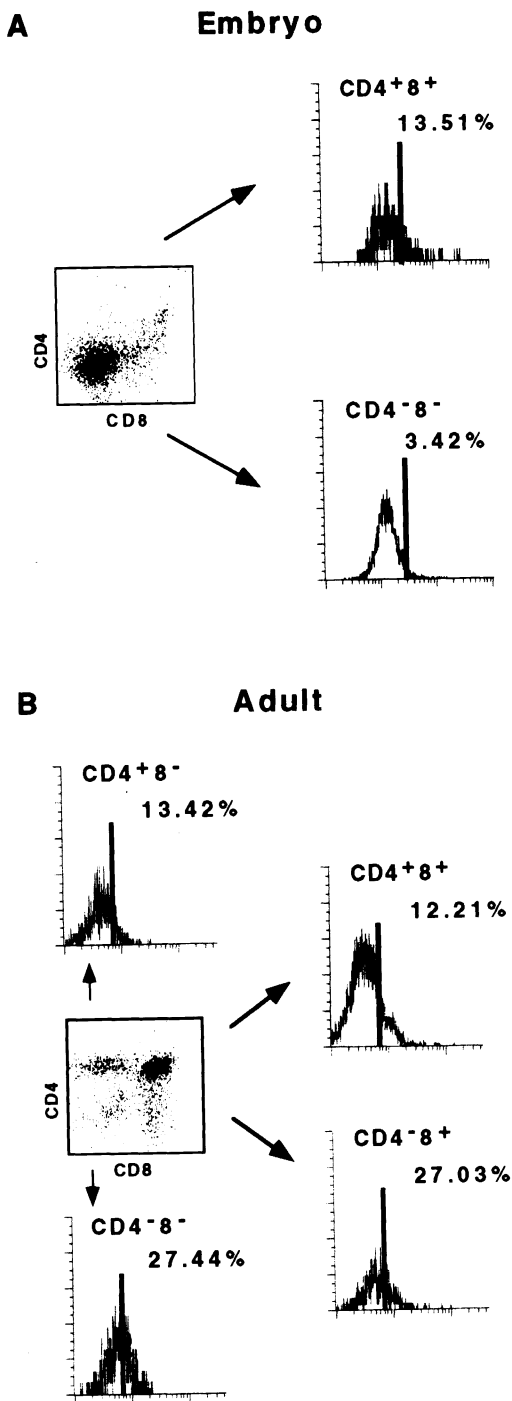 A Embryo
CD4+8+
13.51%
CD4
CD8
CD4-8-
3.42%
B Adult
CD4+8-
13.42%
CD4+8+
12.21%
CD4
CD8
CD4-8+
27.03%
CD4-8-
27.44%